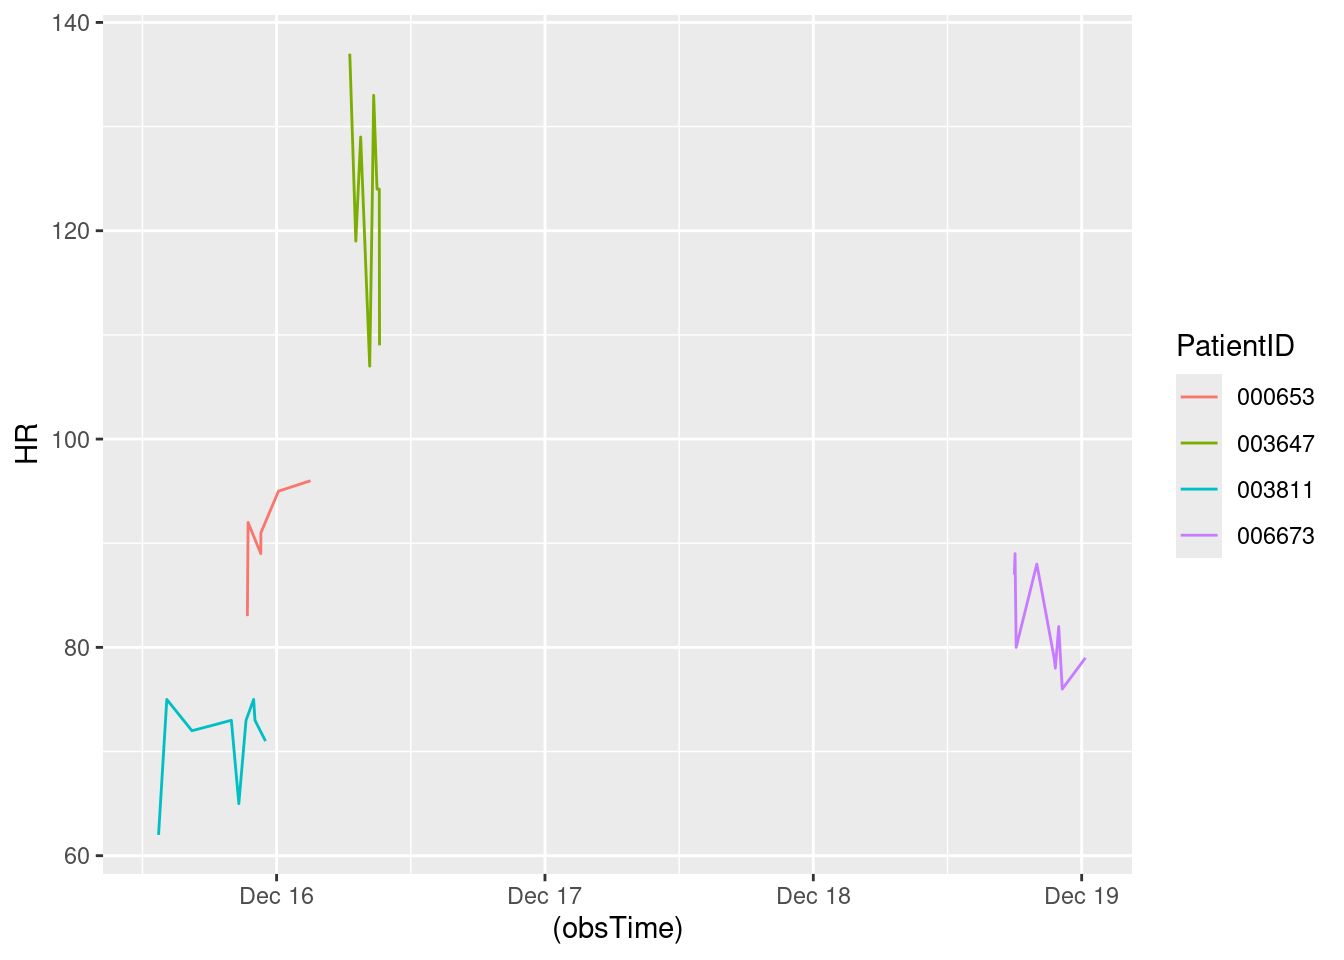 140
120
100
80
60
HR
Dec 16 Dec 17 Dec 18 Dec 19
(obsTime)
PatientID
000653
003647
003811
006673